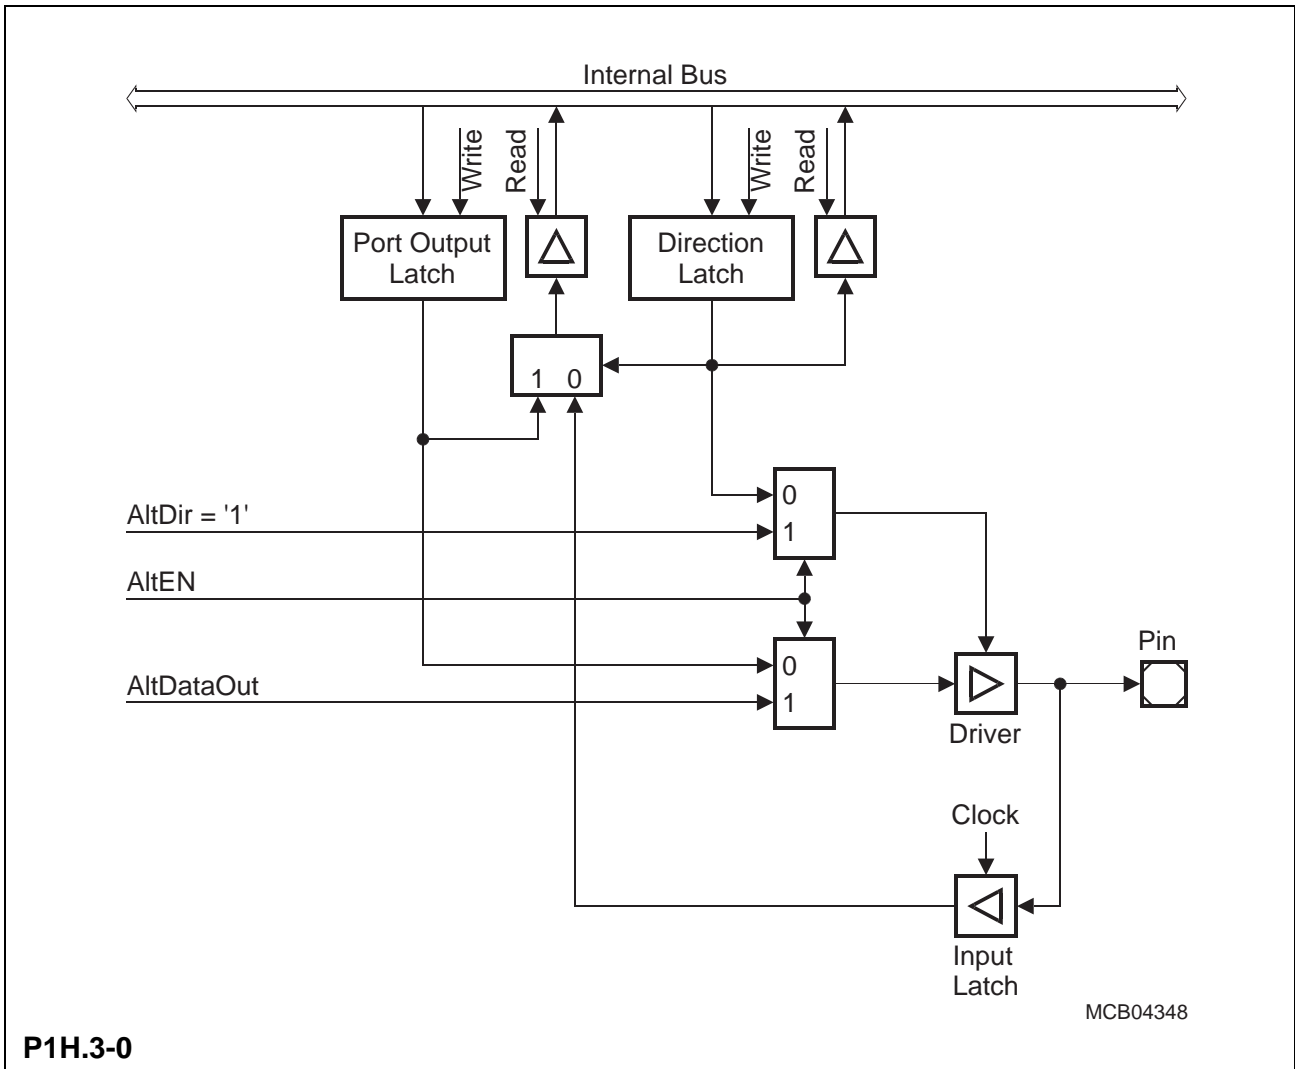 Internal Bus
Write
Read
Write
Read
Port Output
Latch
Direction
Latch
1 0
0
1
AltDir = '1'
AltEN
0
1
AltDataOut
Pin
Driver
Clock
Input
Latch
MCB04348
P1H.3-0